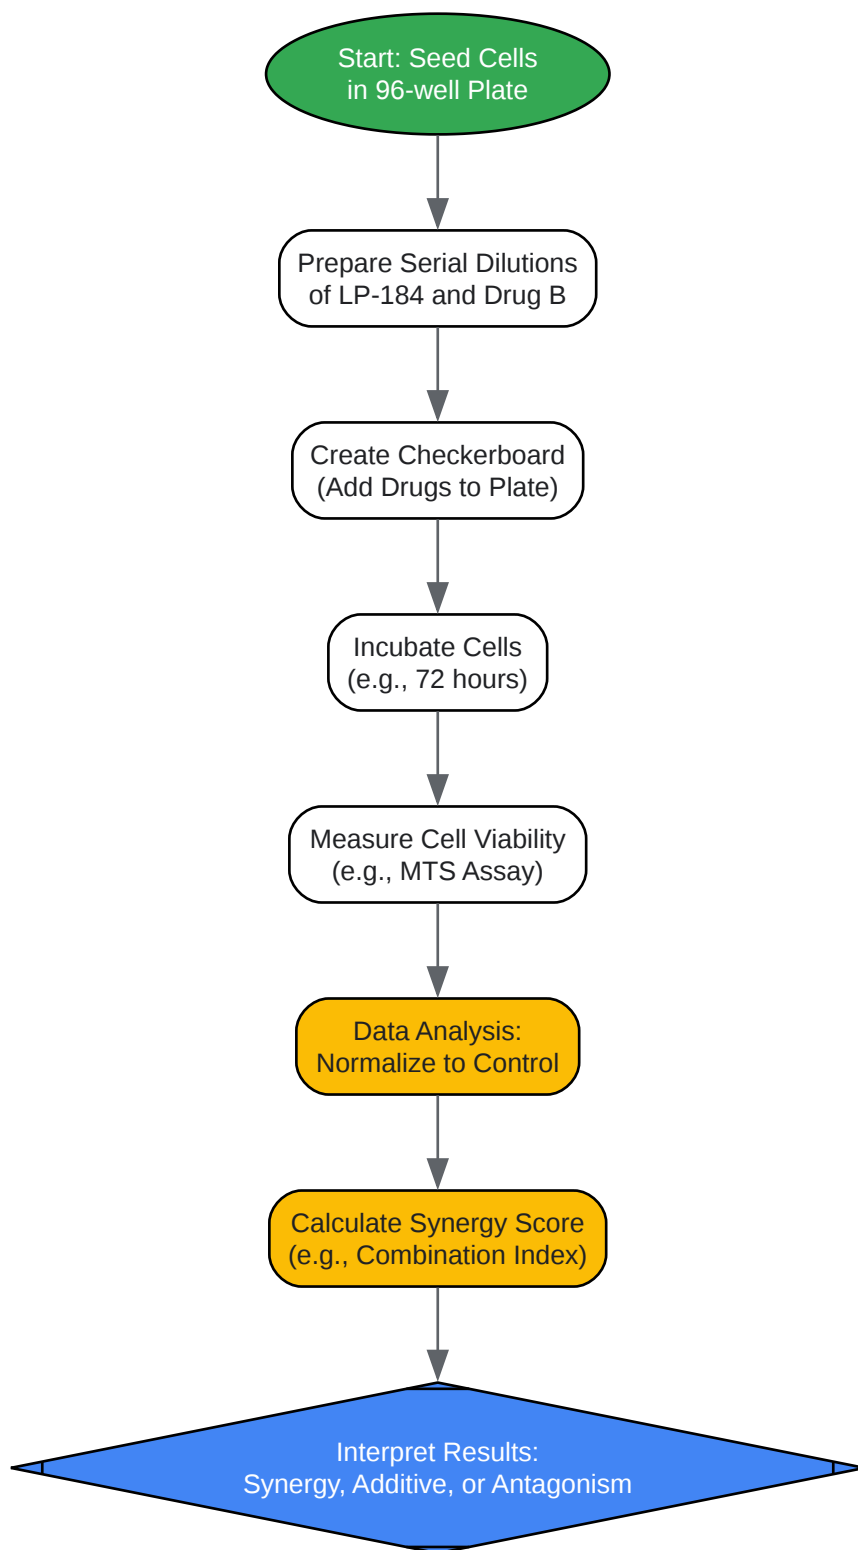 Start: Seed Cells
in 96-well Plate
Prepare Serial Dilutions
of LP-184 and Drug B
Create Checkerboard
(Add Drugs to Plate)
Incubate Cells
(e.g., 72 hours)
Measure Cell Viability
(e.g., MTS Assay)
Data Analysis:
Normalize to Control
Calculate Synergy Score
(e.g., Combination Index)
Interpret Results:
Synergy, Additive, or Antagonism